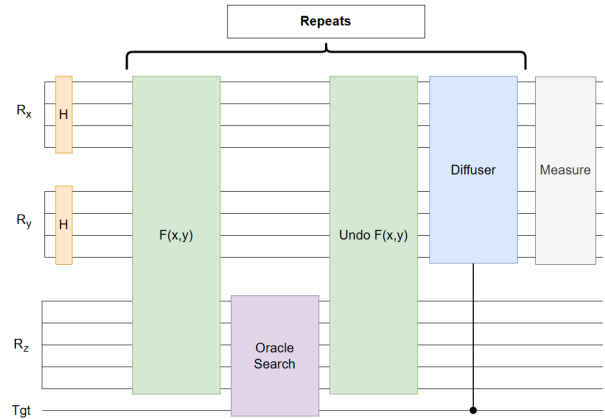 Repeats
Rx
H
Ry
H
F(x,y)
Undo F(x,y)
Diffuser
Measure
Rz
Oracle
Search
Tgt